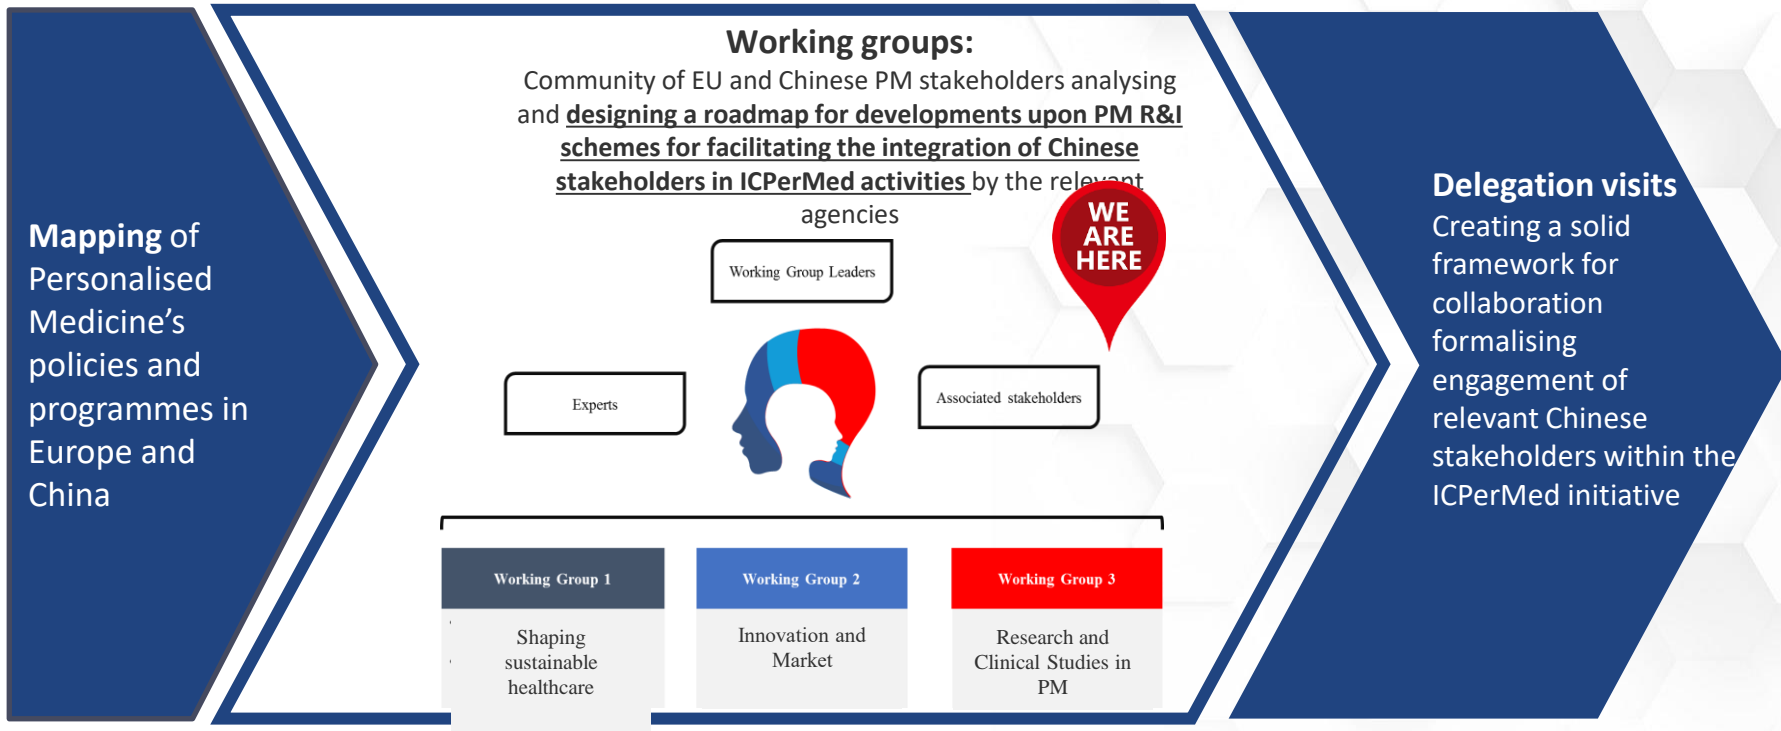 Mapping of
Personalised
Medicine’s
policies and
programmes in
Europe and
China
Working groups:
Community of EU and Chinese PM stakeholders analysing
and designing a roadmap for developments upon PM R&I
schemes for facilitating the integration of Chinese
stakeholders in ICPerMed activities by the relevant
agencies
WE
ARE
HERE
Working Group Leaders
Experts
Associated stakeholders
Working Group 1
Shaping
sustainable
healthcare
Working Group 2
Innovation and
Market
Working Group 3
Research and
Clinical Studies in
PM
Delegation visits
Creating a solid
framework for
collaboration
formalising
engagement of
relevant Chinese
stakeholders within the
ICPerMed initiative